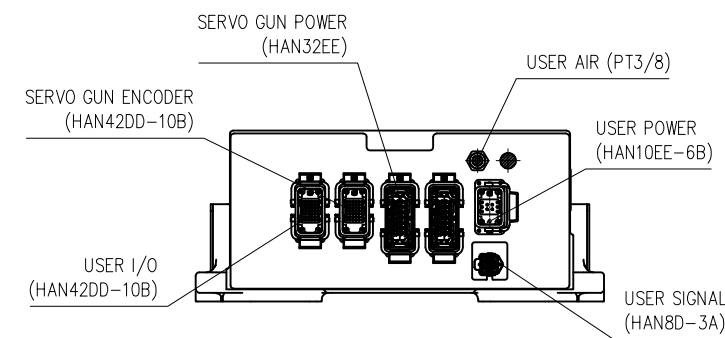 SERVO GUN POWER
(HAN32EE)
USER AIR (PT3/8)
SERVO GUN ENCODER
(HAN42DD-10B)
USER POWER
(HAN10EE-6B)
USER I/O
(HAN42DD-10B)
USER SIGNAL
(HAN8D-3A)